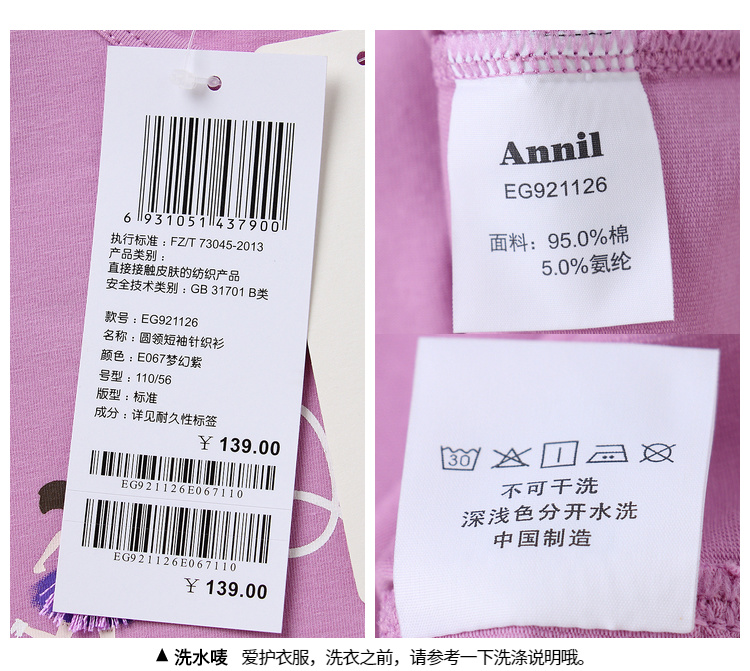 6 931051 437900
执行标准：FZ/T 73045-2013
产品类别：
直接接触皮肤的纺织产品
安全技术类别：GB 31701 B类
款号：EG921126
名称：圆领短袖针织衫
颜色：E067梦幻紫
号型：110/56
版型：标准
成分：详见耐久性标签
￥ 139.00
EG921126E067110
EG921126E067110
￥ 139.00
Annil
EG921126
面料：95.0%棉
5.0%氨纶
30
不可干洗
深浅色分开水洗
中国制造
▲ 洗水唛 爱护衣服，洗衣之前，请参考一下洗涤说明哦。